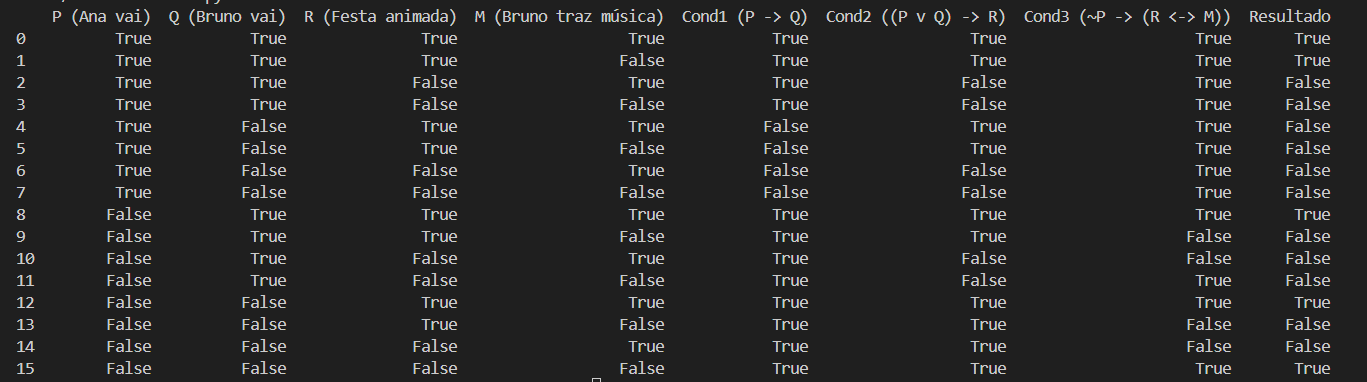 P (Ana vai) Q (Bruno vai) R (Festa animada) M (Bruno traz música) Cond1 (P -> Q) Cond2 ((P v Q) -> R) Cond3 (~P -> (R <-> M)) Resultado
0 True True True True True True True True
1 True True True False True True True True
2 True True False True True False True False
3 True True False False True False True False
4 True False True True False True True False
5 True False True False False True True False
6 True False False True False False True False
7 True False False False False False True False
8 False True True True True True True True
9 False True True False True True False False
10 False True False True True False False False
11 False True False False True False True False
12 False False True True True True True True
13 False False True False True True False False
14 False False False True True True False False
15 False False False False True True True True